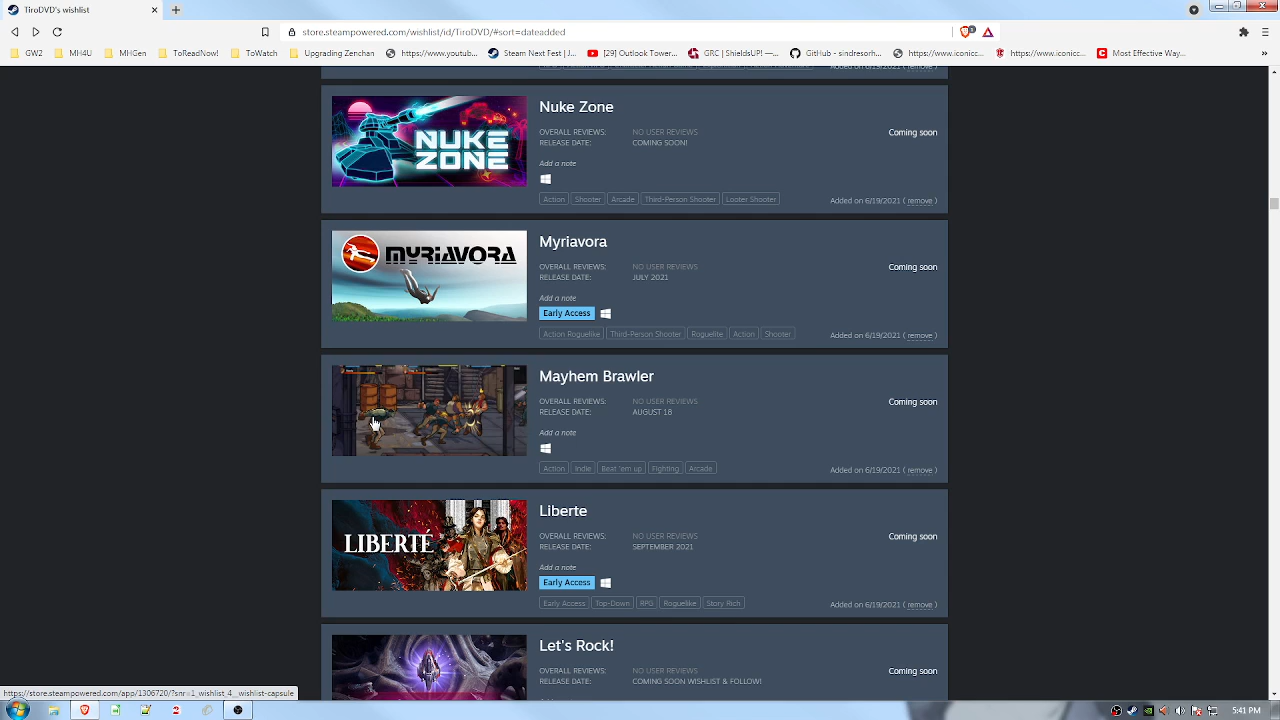 TiroDVD's wishlist
store.steampowered.com/wishlist/id/TiroDVD/#sort=dateadded
GW2 MH4U MHGen ToReadNow! ToWatch Upgrading Zenchan https://www.youtube.... Steam Next Fest | I... [29] Outlook Tower... GRC | ShieldsUP! —... GitHub - sindresorh... https://www.iconicc... https://www.iconicc... Most Effective Way...
Added on 6/19/2021 ( remove )
NUKE ZONE
Nuke Zone
OVERALL REVIEWS: NO USER REVIEWS
Coming soon
RELEASE DATE: COMING SOON!
Add a note
Action Shooter Arcade Third-Person Shooter Looter Shooter
Added on 6/19/2021 ( remove )
MYRIAVORA
Myriavora
OVERALL REVIEWS: NO USER REVIEWS
Coming soon
RELEASE DATE: JULY 2021
Add a note
Early Access
Action Roguelike Third-Person Shooter Roguelite Action Shooter
Added on 6/19/2021 ( remove )
Mayhem Brawler
OVERALL REVIEWS: NO USER REVIEWS
Coming soon
RELEASE DATE: AUGUST 18
Add a note
Action Indie Beat 'em up Fighting Arcade
Added on 6/19/2021 ( remove )
LIBERTÉ
Liberte
OVERALL REVIEWS: NO USER REVIEWS
Coming soon
RELEASE DATE: SEPTEMBER 2021
Add a note
Early Access
Early Access Top-Down RPG Roguelike Story Rich
Added on 6/19/2021 ( remove )
Let's Rock!
OVERALL REVIEWS: NO USER REVIEWS
Coming soon
RELEASE DATE: COMING SOON WISHLIST & FOLLOW!
https://store.steampowered.com/app/1306720/?snr=1_wishlist_4__wishlist-capsule
5:41 PM